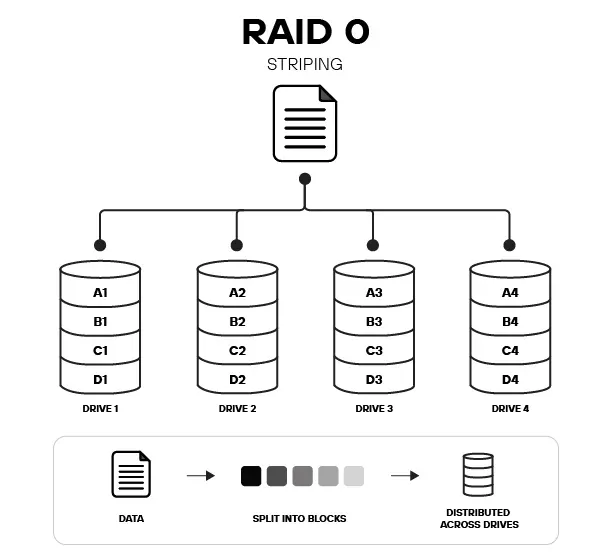 RAID 0
STRIPING
A1 A2 A3 A4
B1 B2 B3 B4
C1 C2 C3 C4
D1 D2 D3 D4
DRIVE 1 DRIVE 2 DRIVE 3 DRIVE 4
DATA SPLIT INTO BLOCKS DISTRIBUTED
ACROSS DRIVES